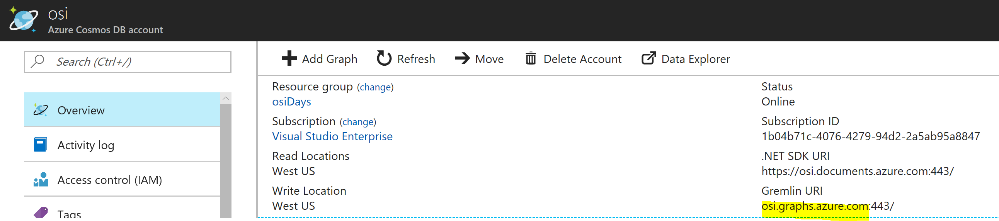 osi
Azure Cosmos DB account
Search (Ctrl+/)
Overview
Activity log
Access control (IAM)
Tags
Add Graph
Refresh
Move
Delete Account
Data Explorer
Resource group (change)
osiDays
Subscription (change)
Visual Studio Enterprise
Read Locations
West US
Write Location
West US
Status
Online
Subscription ID
1b04b71c-4076-4279-94d2-2a5ab95a8847
.NET SDK URI
https://osi.documents.azure.com:443/
Gremlin URI
osi.graphs.azure.com:443/